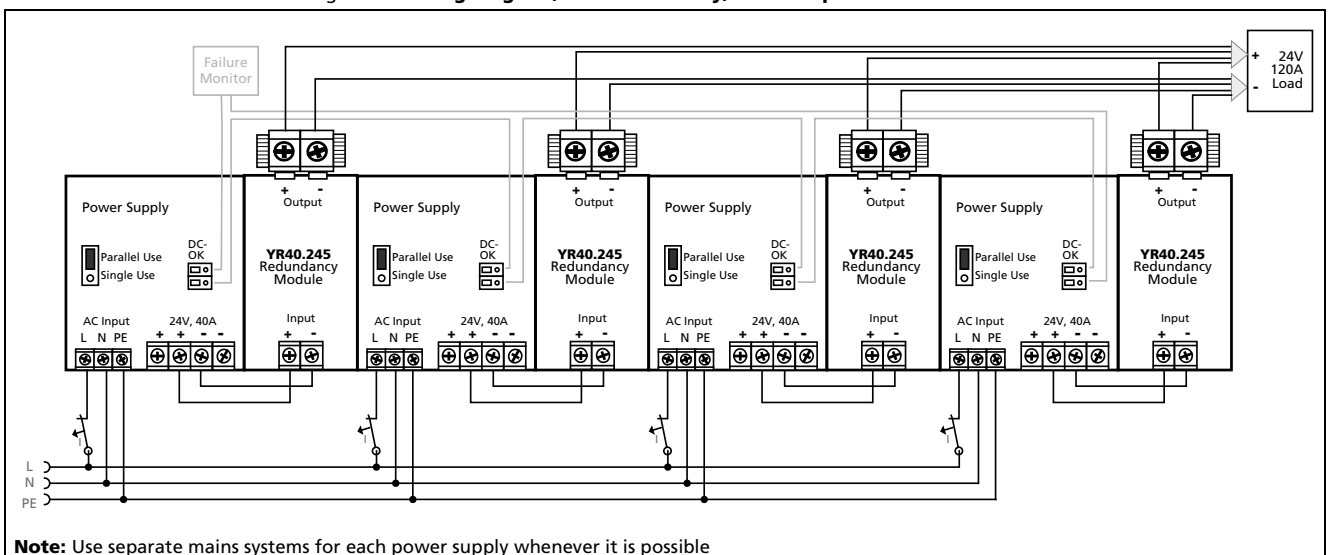 Failure
Monitor
+ 24V
120A
- Load
Power Supply
Parallel Use
Single Use
DC-
OK
AC Input
L N PE
24V, 40A
+ + - -
+ -
Output
YR40.245
Redundancy
Module
Input
+ -
Power Supply
Parallel Use
Single Use
DC-
OK
AC Input
L N PE
24V, 40A
+ + - -
+ -
Output
YR40.245
Redundancy
Module
Input
+ -
Power Supply
Parallel Use
Single Use
DC-
OK
AC Input
L N PE
24V, 40A
+ + - -
+ -
Output
YR40.245
Redundancy
Module
Input
+ -
Power Supply
Parallel Use
Single Use
DC-
OK
AC Input
L N PE
24V, 40A
+ + - -
+ -
Output
YR40.245
Redundancy
Module
Input
+ -
I
I
I
I
L
N
PE
Note: Use separate mains systems for each power supply whenever it is possible